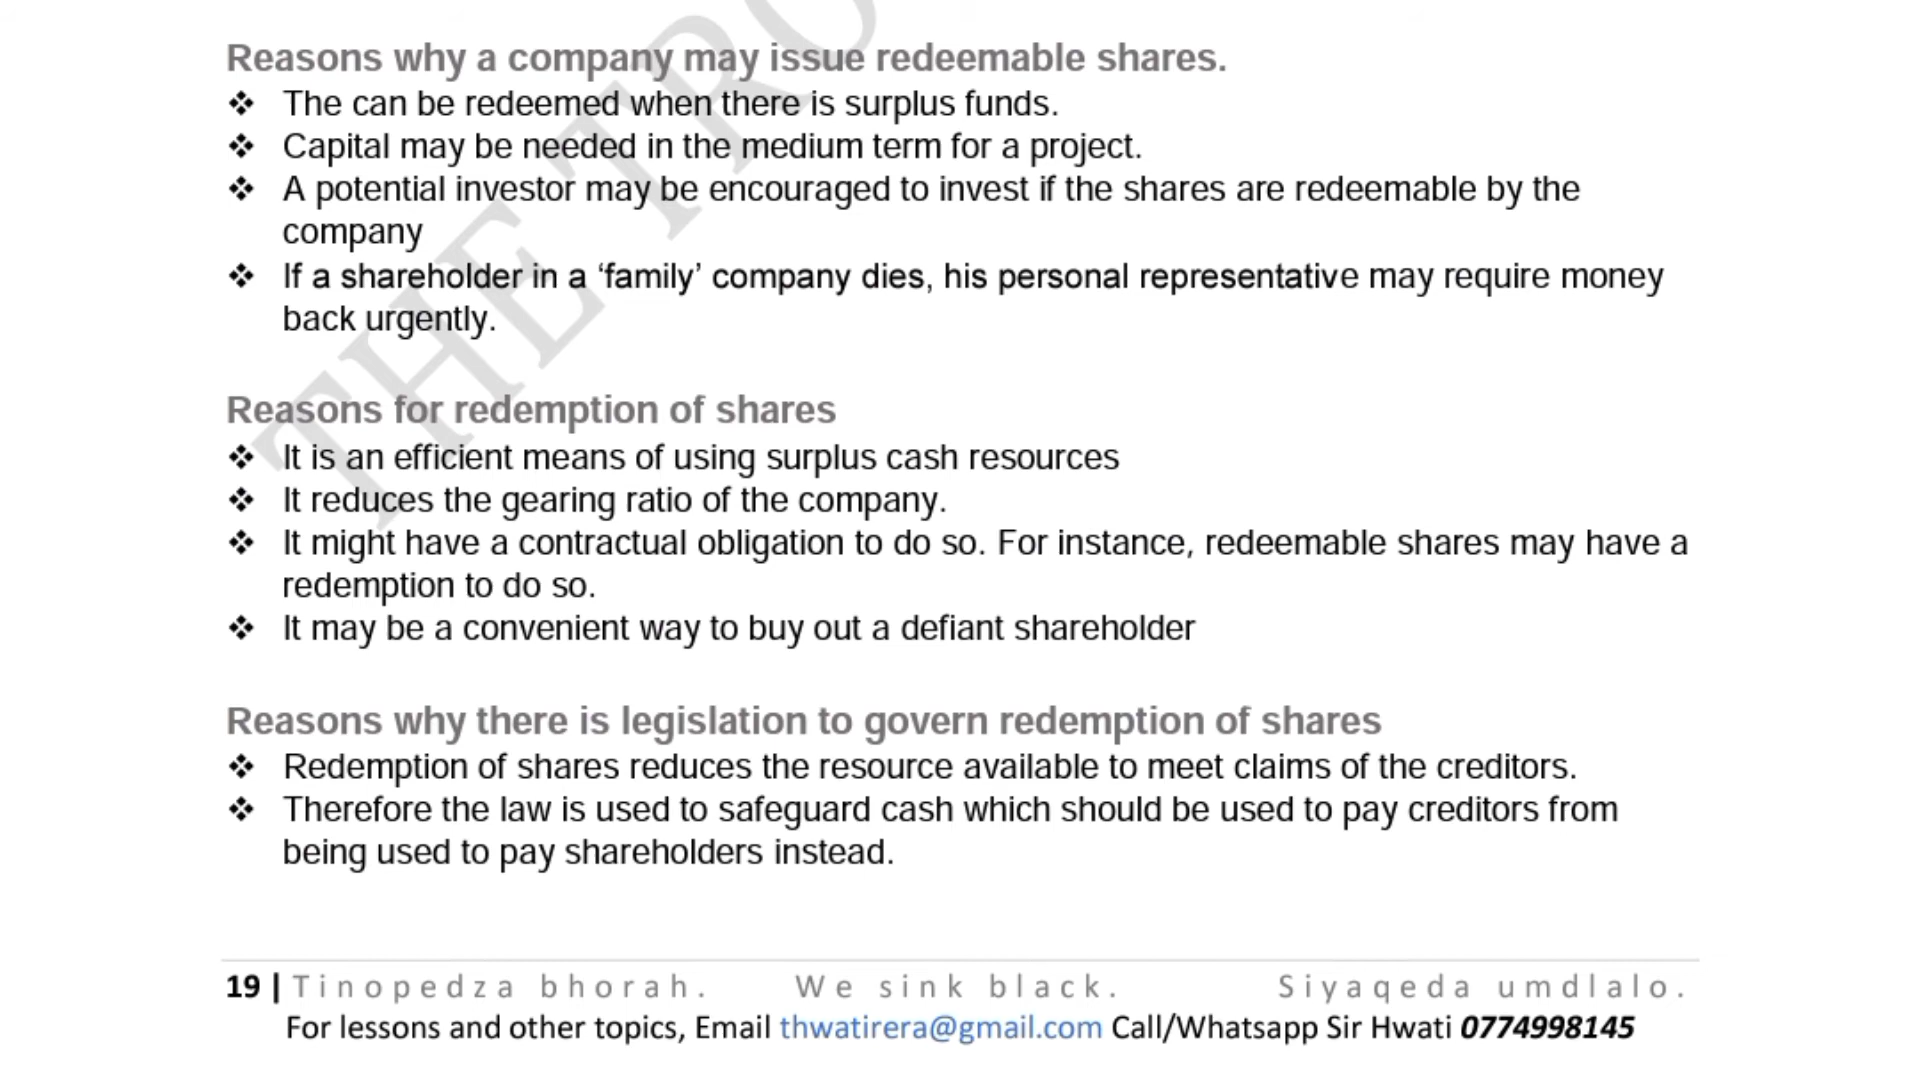 Reasons why a company may issue redeemable shares.
❖ The can be redeemed when there is surplus funds.
❖ Capital may be needed in the medium term for a project.
❖ A potential investor may be encouraged to invest if the shares are redeemable by the
company
❖ If a shareholder in a ‘family’ company dies, his personal representative may require money
back urgently.
Reasons for redemption of shares
❖ It is an efficient means of using surplus cash resources
❖ It reduces the gearing ratio of the company.
❖ It might have a contractual obligation to do so. For instance, redeemable shares may have a
redemption to do so.
❖ It may be a convenient way to buy out a defiant shareholder
Reasons why there is legislation to govern redemption of shares
❖ Redemption of shares reduces the resource available to meet claims of the creditors.
❖ Therefore the law is used to safeguard cash which should be used to pay creditors from
being used to pay shareholders instead.
19 | Tinopedza bhorah. We sink black. Siyaqeda umdlalo.
For lessons and other topics, Email thwatirera@gmail.com Call/Whatsapp Sir Hwati 0774998145
THE TRO